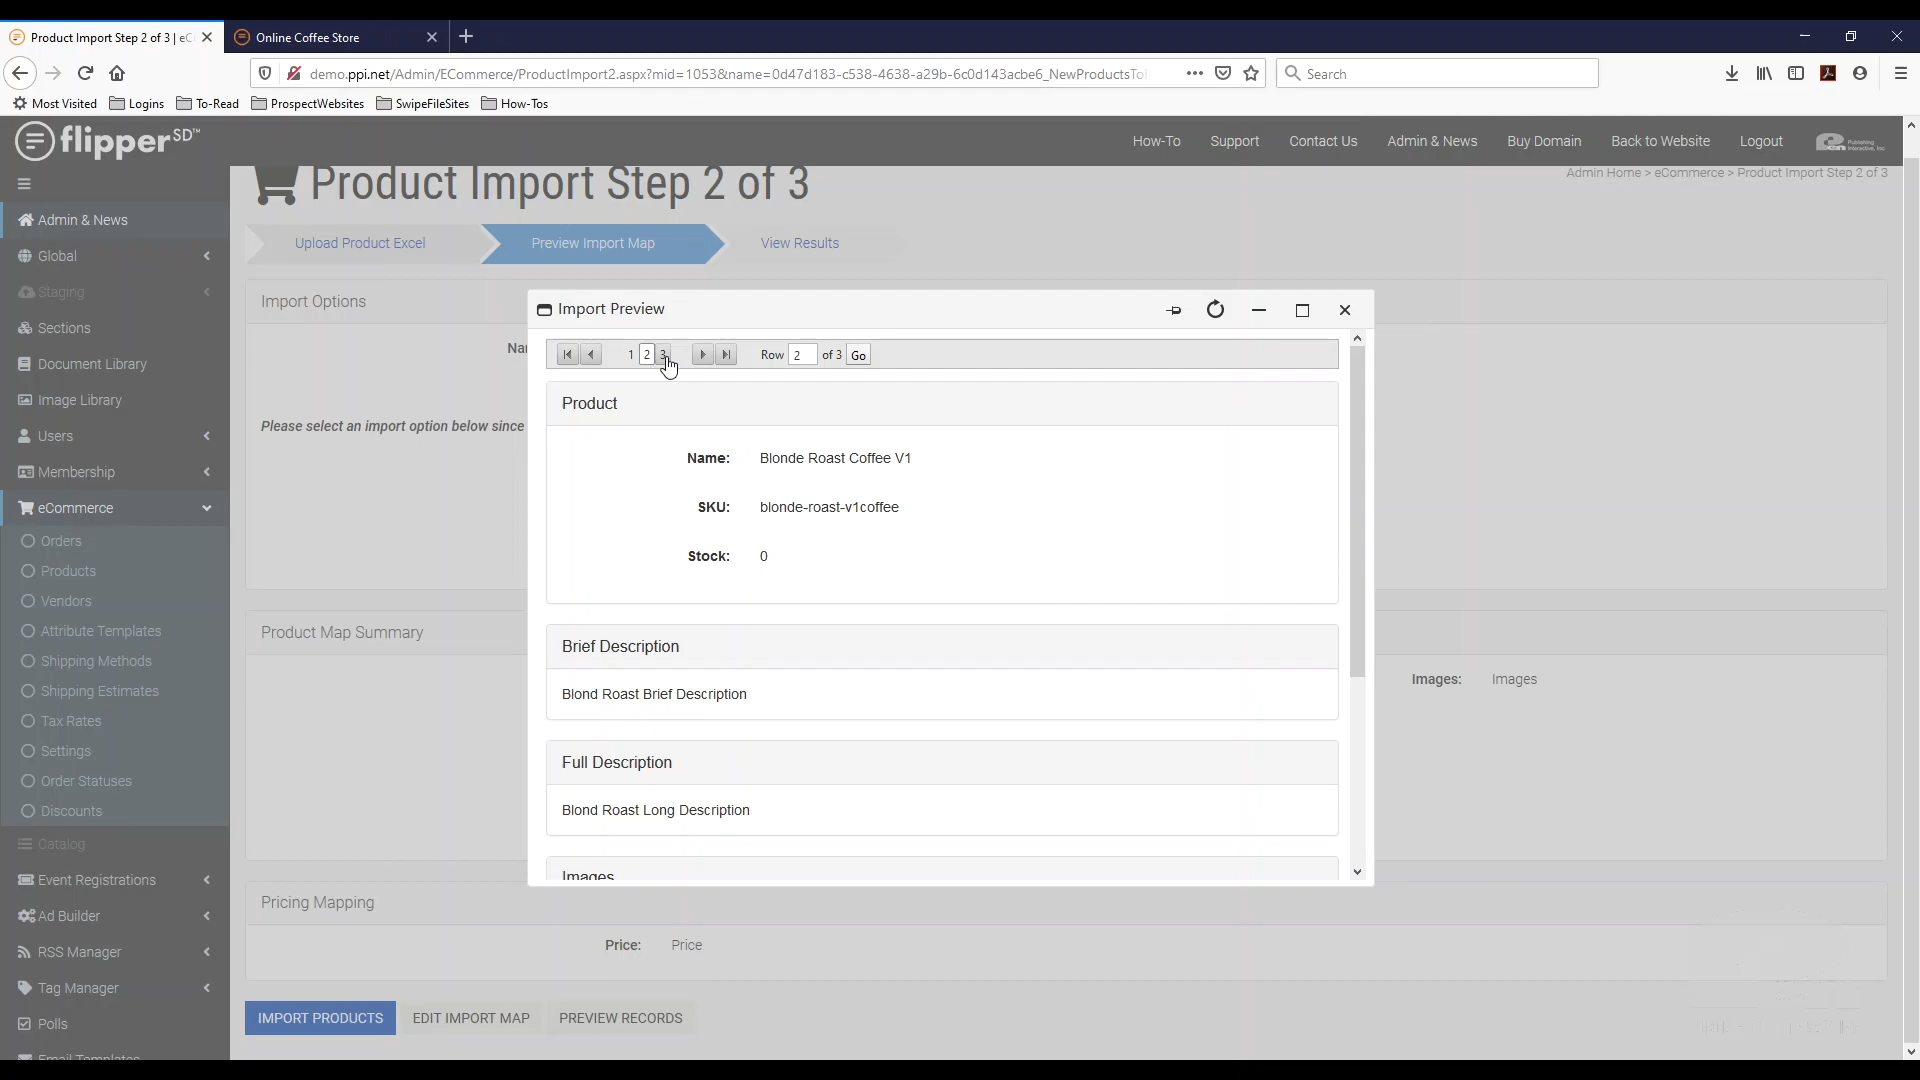 Product Import Step 2 of 3 | eC
Online Coffee Store
demo.ppi.net/Admin/ECommerce/ProductImport2.aspx?mid=1053&name=0d47d183-c538-4638-a29b-6c0d143acbe6_NewProductsTo
Search
Most Visited
Logins
To-Read
ProspectWebsites
SwipeFileSites
How-Tos
flipper SD™
How-To
Support
Contact Us
Admin & News
Buy Domain
Back to Website
Logout
Product Import Step 2 of 3
Admin Home > eCommerce > Product Import Step 2 of 3
Admin & News
Global
Staging
Sections
Document Library
Image Library
Users
Membership
eCommerce
Orders
Products
Vendors
Attribute Templates
Shipping Methods
Shipping Estimates
Tax Rates
Settings
Order Statuses
Discounts
Catalog
Event Registrations
Ad Builder
RSS Manager
Tag Manager
Polls
Email Templates
Upload Product Excel
Preview Import Map
View Results
Import Options
Please select an import option below since
Import Preview
1 2 3
Row 2 of 3 Go
Product
Name: Blonde Roast Coffee V1
SKU: blonde-roast-v1coffee
Stock: 0
Brief Description
Blond Roast Brief Description
Full Description
Blond Roast Long Description
Images
Product Map Summary
Images: Images
Pricing Mapping
Price: Price
IMPORT PRODUCTS
EDIT IMPORT MAP
PREVIEW RECORDS